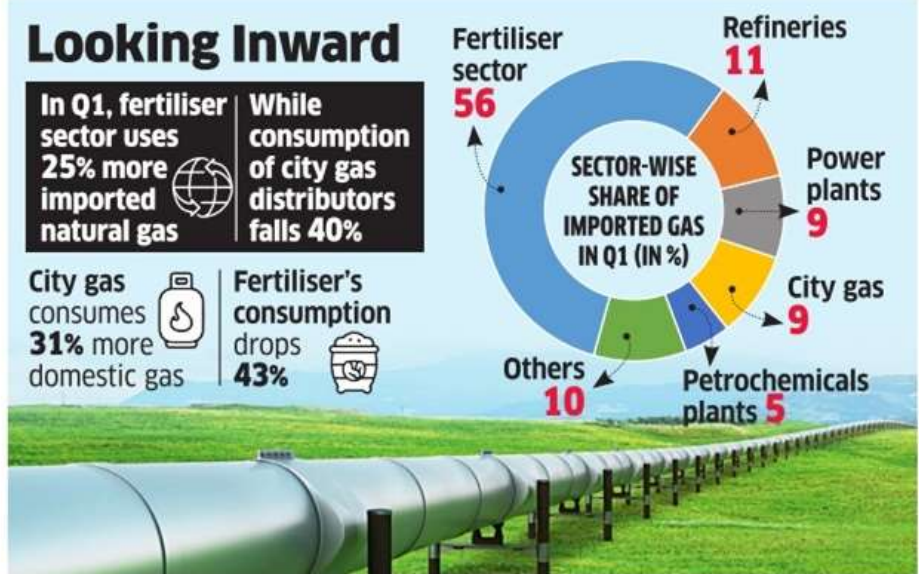 Looking Inward
In Q1, fertiliser
sector uses
25% more
imported
natural gas
While
consumption
of city gas
distributors
falls 40%
City gas
consumes
31% more
domestic gas
Fertiliser's
consumption
drops
43%
Fertiliser
sector
56
Refineries
11
Power
plants
9
City gas
9
Petrochemicals
plants 5
Others
10
SECTOR-WISE
SHARE OF
IMPORTED GAS
IN Q1 (IN %)